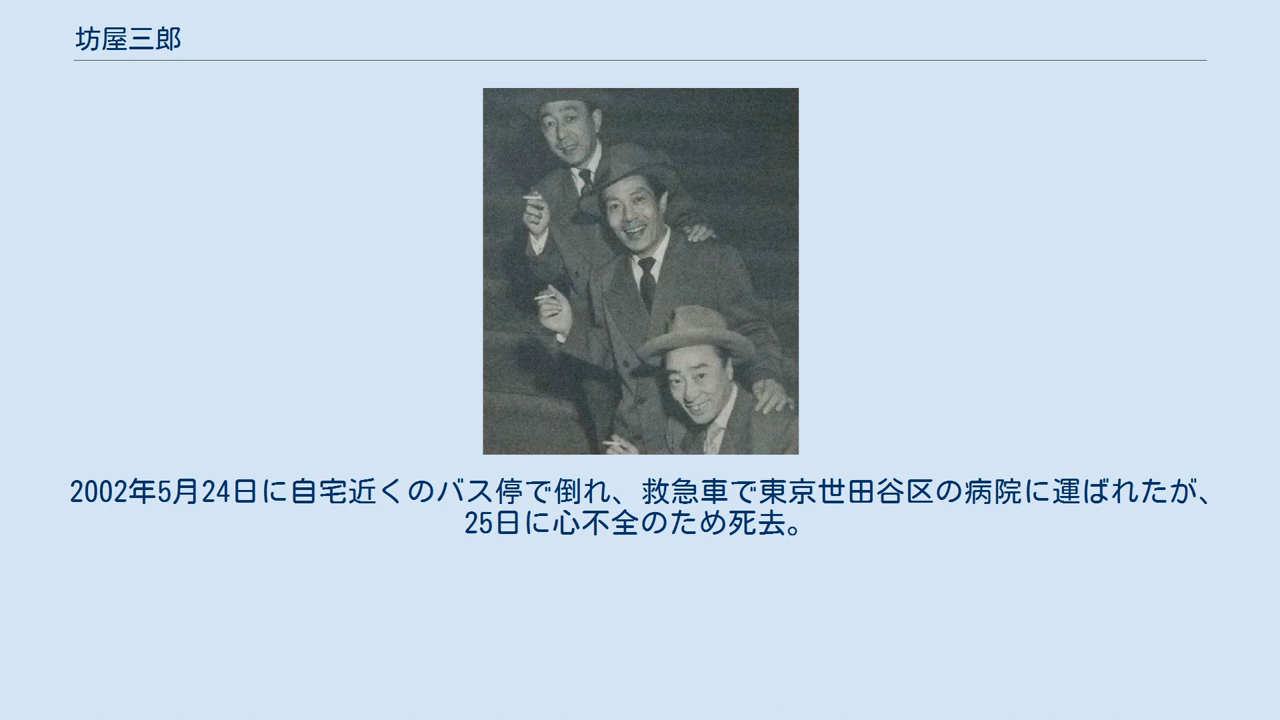 坊屋三郎
2002年5月24日に自宅近くのバス停で倒れ、救急車で東京世田谷区の病院に運ばれたが、
25日に心不全のため死去。